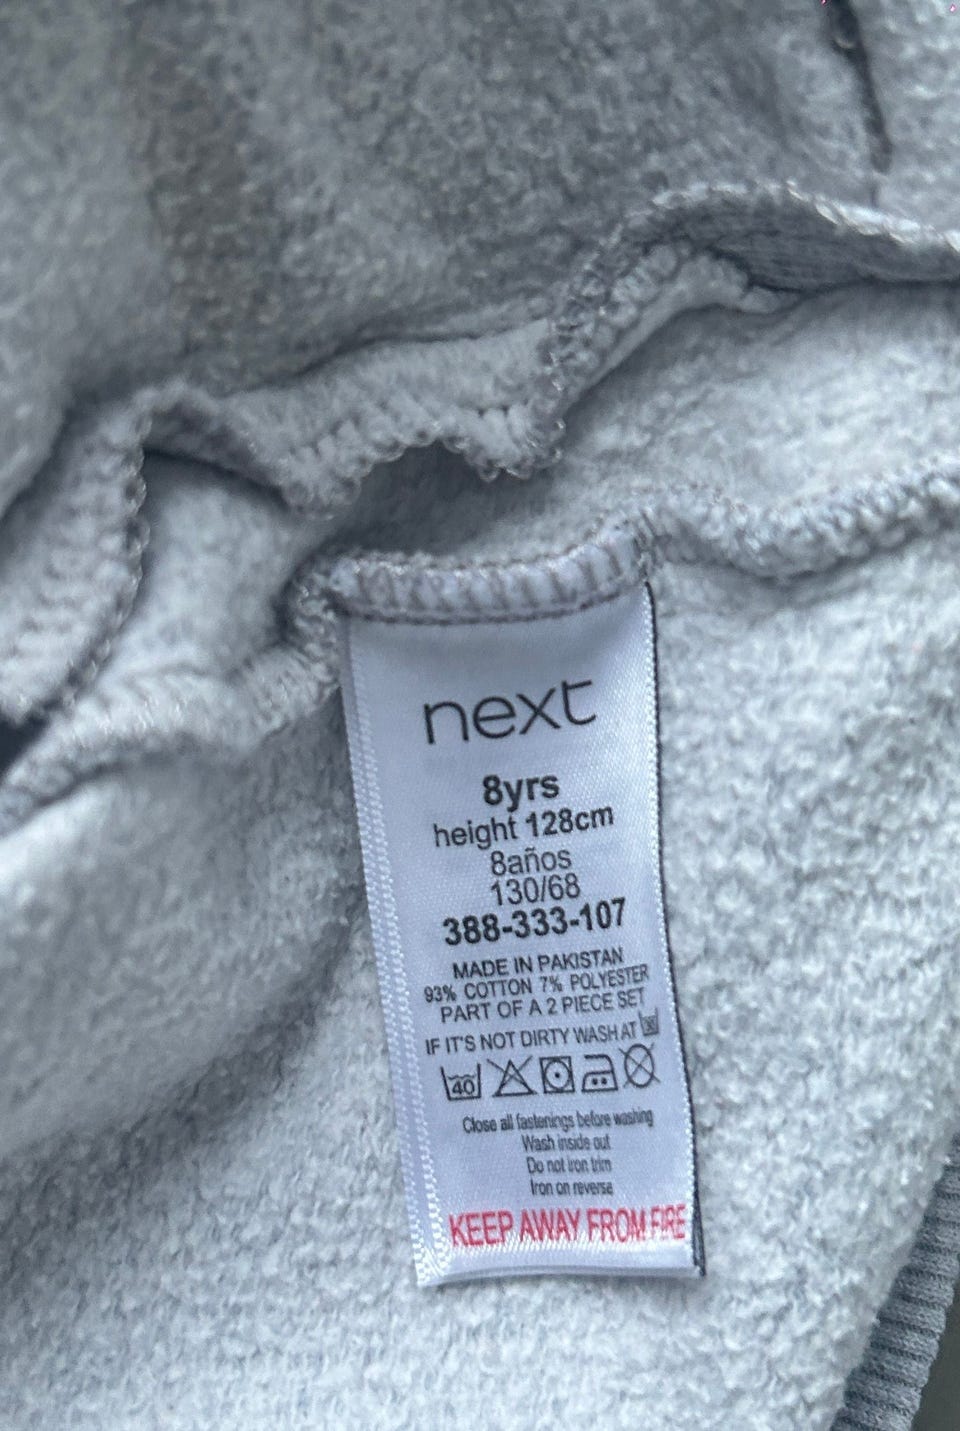 next
8yrs
height 128cm
8años
130/68
388-333-107
MADE IN PAKISTAN
93% COTTON 7% POLYESTER
PART OF A 2 PIECE SET
IF IT'S NOT DIRTY WASH AT
40
Close all fastenings before washing
Wash inside out
Do not iron trim
Iron on reverse
KEEP AWAY FROM FIRE